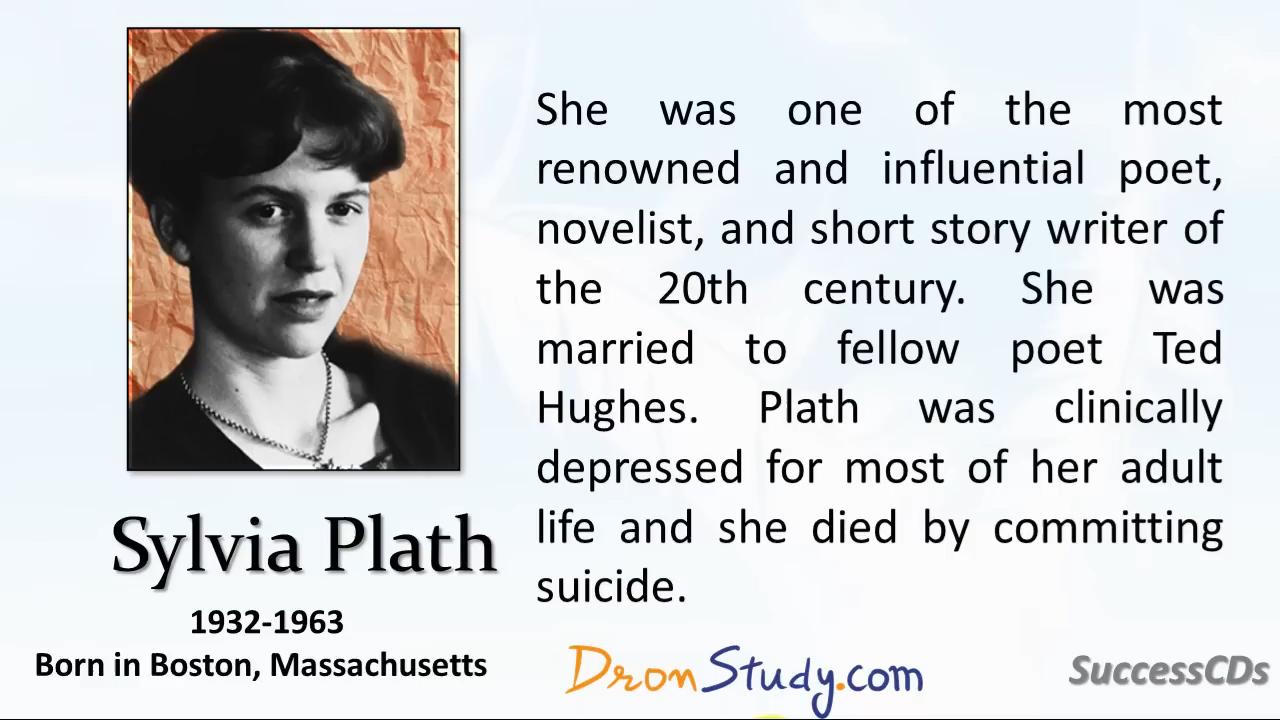 She was one of the most
renowned and influential poet,
novelist, and short story writer of
the 20th century. She was
married to fellow poet Ted
Hughes. Plath was clinically
depressed for most of her adult
life and she died by committing
suicide.
Sylvia Plath
1932-1963
Born in Boston, Massachusetts
DronStudy.com
SuccessCDs